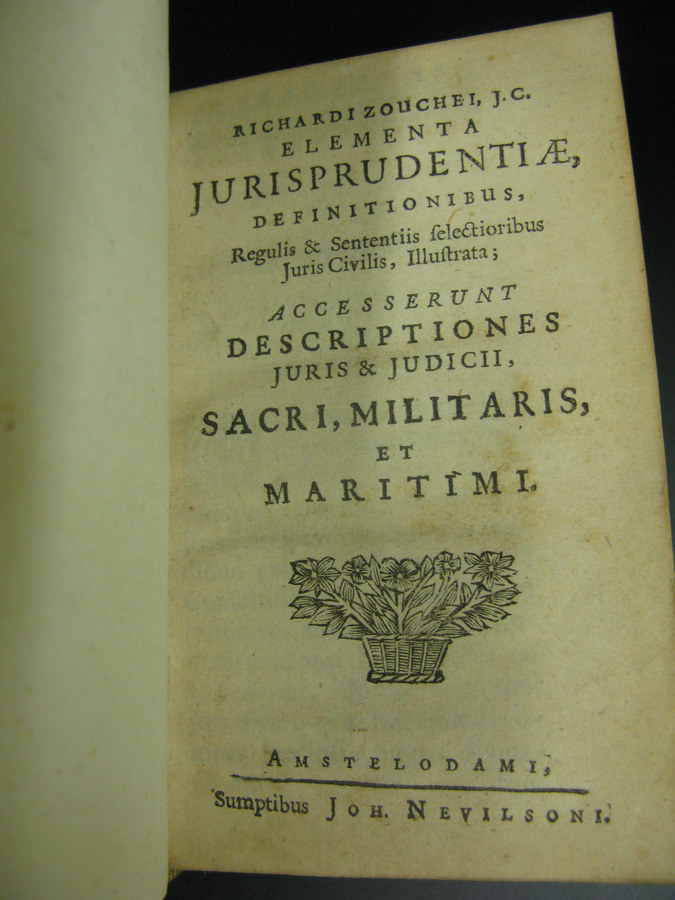 RICHARDI ZOUCHEI, J.C.
ELEMENTA
JURISPRUDENTIÆ,
DEFINITIONIBUS,
Regulis & Sententiis ſelectioribus
Juris Civilis, Illuſtrata;
ACCESSERUNT
DESCRIPTIONES
JURIS & JUDICII,
SACRI, MILITARIS,
ET
MARITIMI.
AMSTELODAMI,
Sumptibus JOH. NEVILSONI.